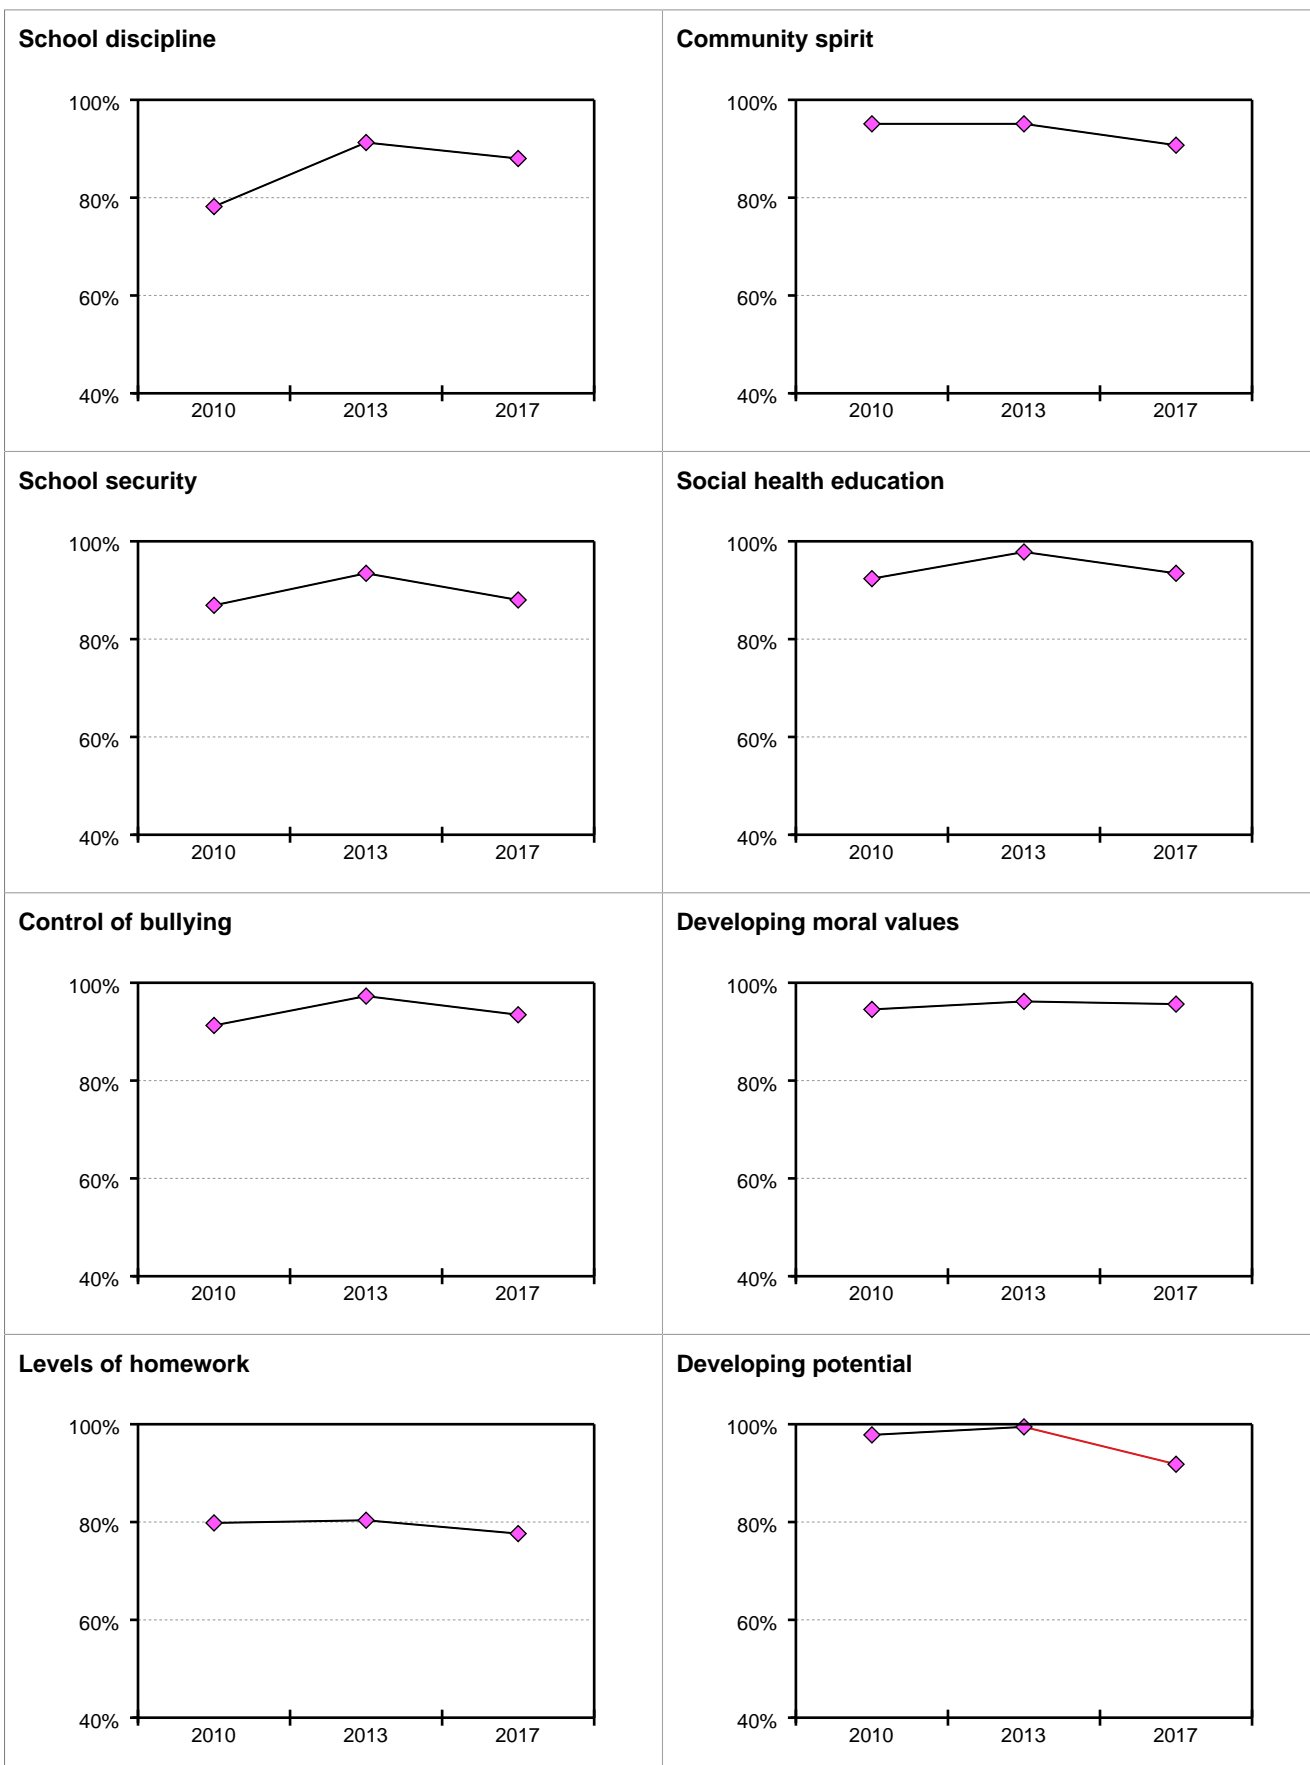 School discipline
100%
80%
60%
40%
2010 2013 2017
Community spirit
100%
80%
60%
40%
2010 2013 2017
School security
100%
80%
60%
40%
2010 2013 2017
Social health education
100%
80%
60%
40%
2010 2013 2017
Control of bullying
100%
80%
60%
40%
2010 2013 2017
Developing moral values
100%
80%
60%
40%
2010 2013 2017
Levels of homework
100%
80%
60%
40%
2010 2013 2017
Developing potential
100%
80%
60%
40%
2010 2013 2017